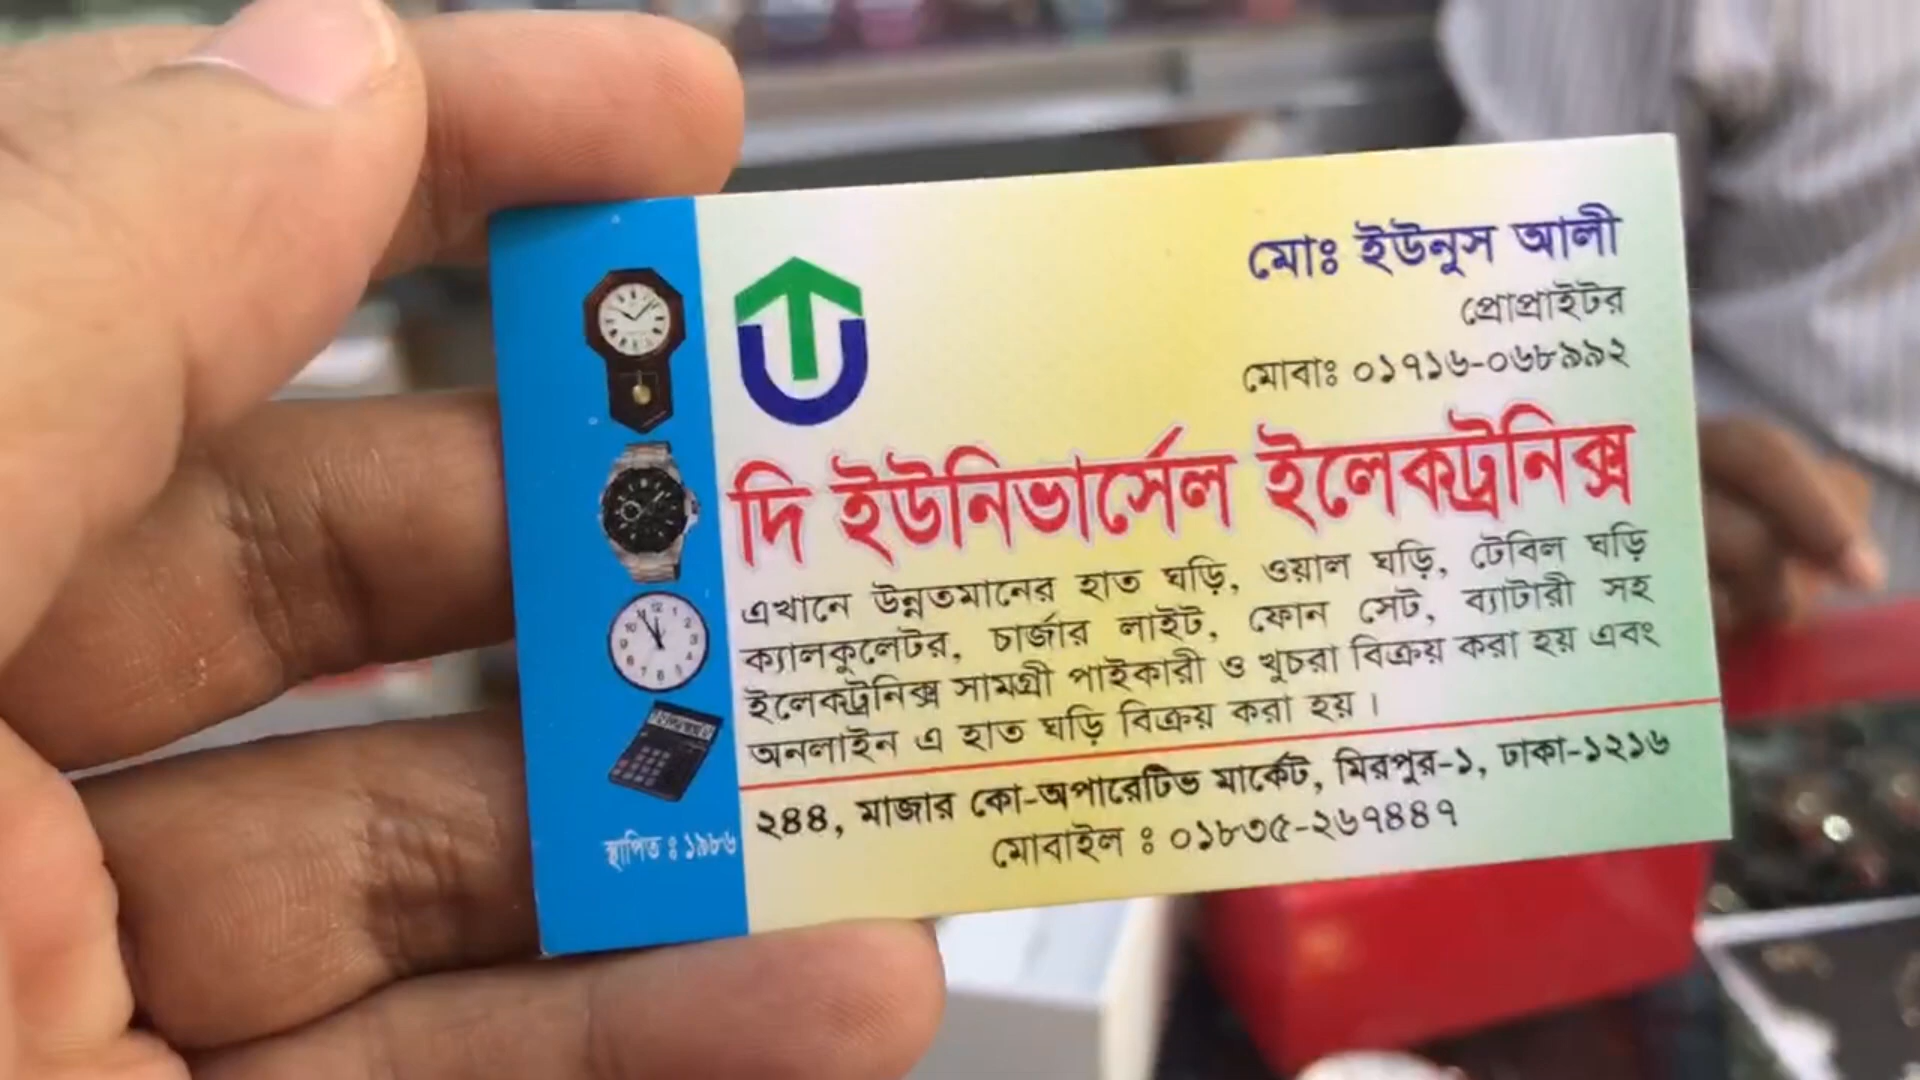 মোঃ ইউনুস আলী
প্রোপ্রাইটর
মোবাঃ ০১৭১৬-০৬৮৯৯২
দি ইউনিভার্সেল ইলেকট্রনিক্স
এখানে উন্নতমানের হাত ঘড়ি, ওয়াল ঘড়ি, টেবিল ঘড়ি
ক্যালকুলেটর, চার্জার লাইট, ফোন সেট, ব্যাটারী সহ
ইলেকট্রনিক্স সামগ্রী পাইকারী ও খুচরা বিক্রয় করা হয় এবং
অনলাইন এ হাত ঘড়ি বিক্রয় করা হয়।
২৪৪, মাজার কো-অপারেটিভ মার্কেট, মিরপুর-১, ঢাকা-১২১৬
মোবাইল ঃ ০১৮৩৫-২৬৭৪৪৭
স্থাপিত ঃ ১৯৮৬